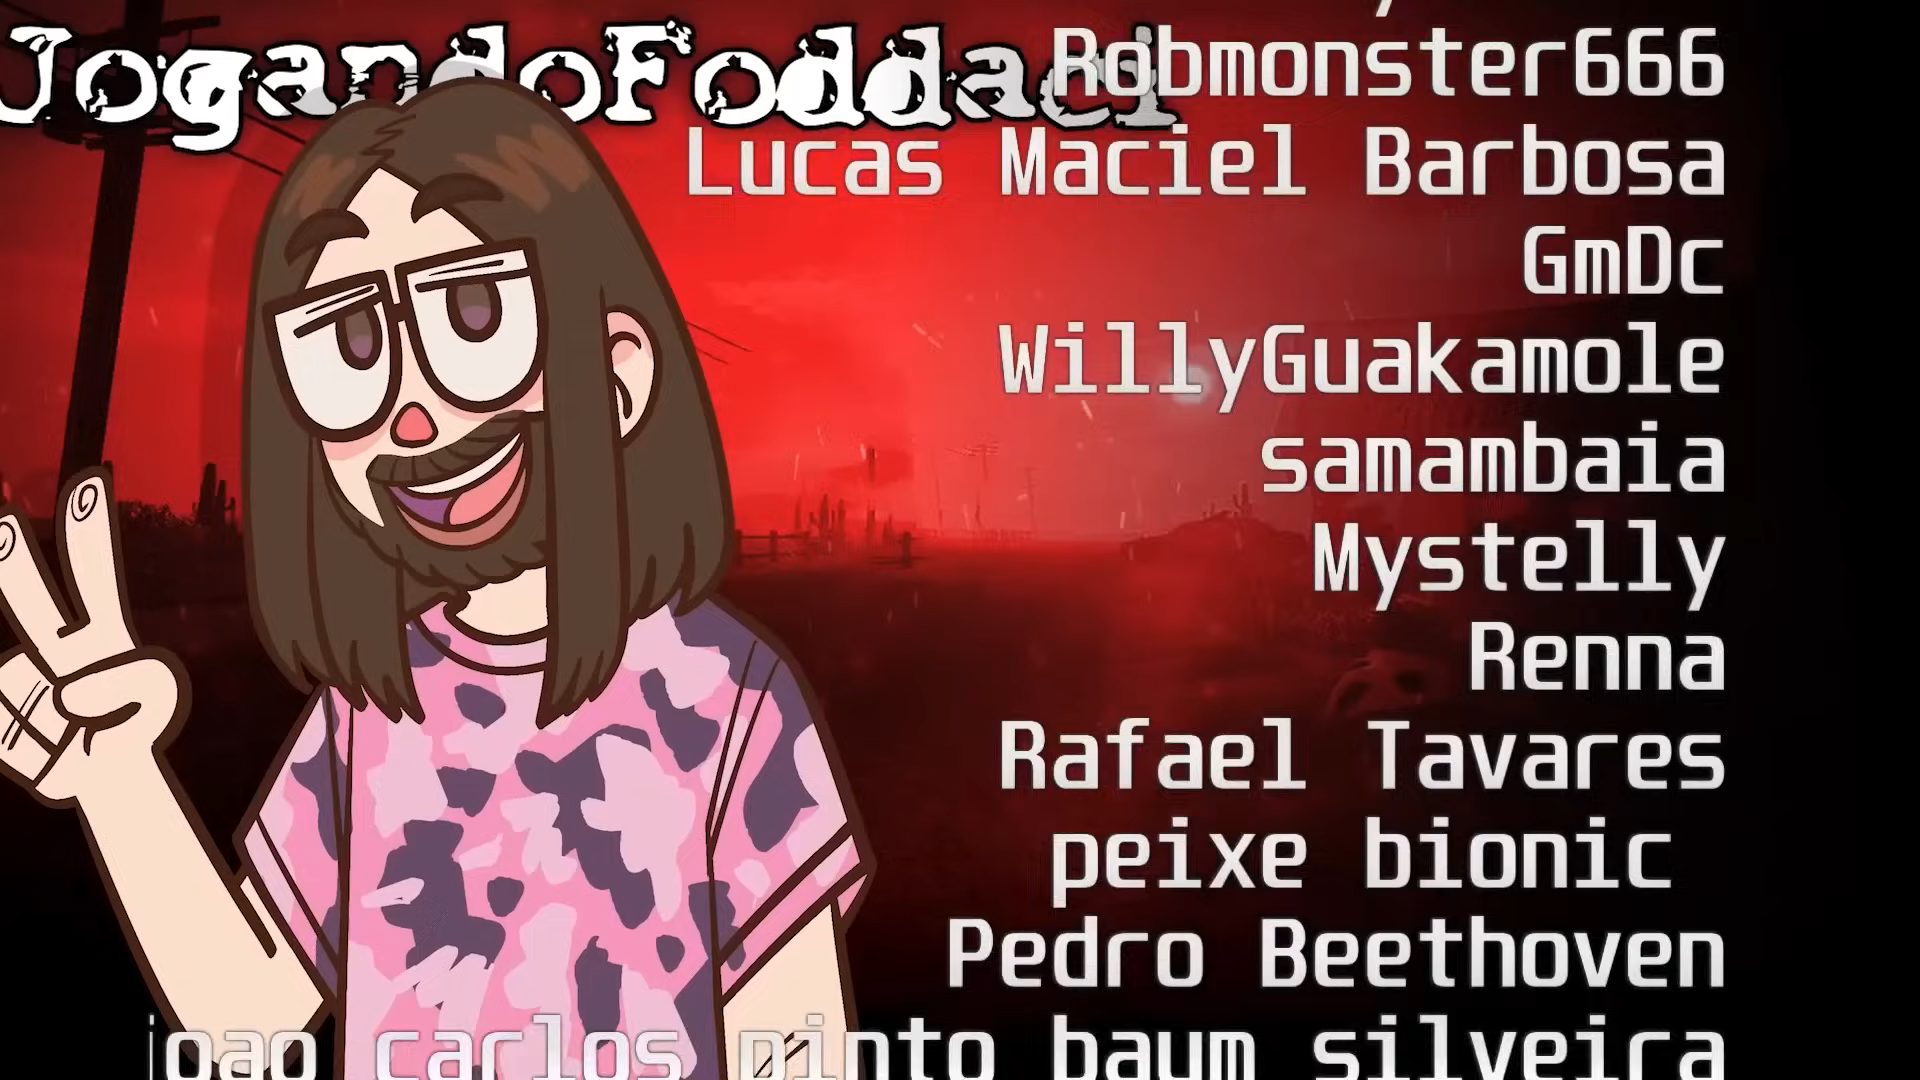 JogandoFoddaci
Robmonster666
Lucas Maciel Barbosa
GmDc
WillyGuakamole
samambaia
Mystelly
Renna
Rafael Tavares
peixe bionic
Pedro Beethoven
joao carlos pinto baum silveira